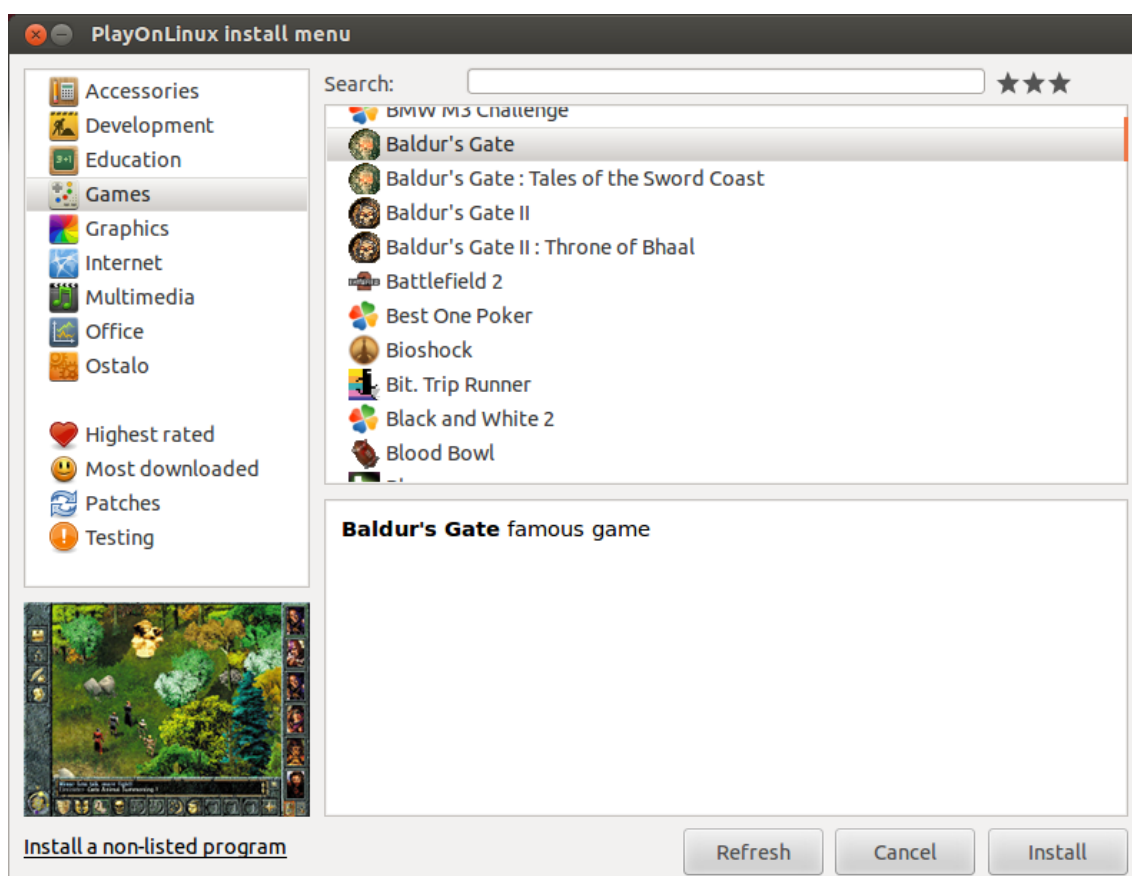 PlayOnLinux install menu
Accessories
Development
Education
Games
Graphics
Internet
Multimedia
Office
Ostalo
Highest rated
Most downloaded
Patches
Testing
Search:
BMW M3 Challenge
Baldur's Gate
Baldur's Gate : Tales of the Sword Coast
Baldur's Gate II
Baldur's Gate II : Throne of Bhaal
Battlefield 2
Best One Poker
Bioshock
Bit. Trip Runner
Black and White 2
Blood Bowl
Baldur's Gate famous game
Install a non-listed program
Refresh
Cancel
Install